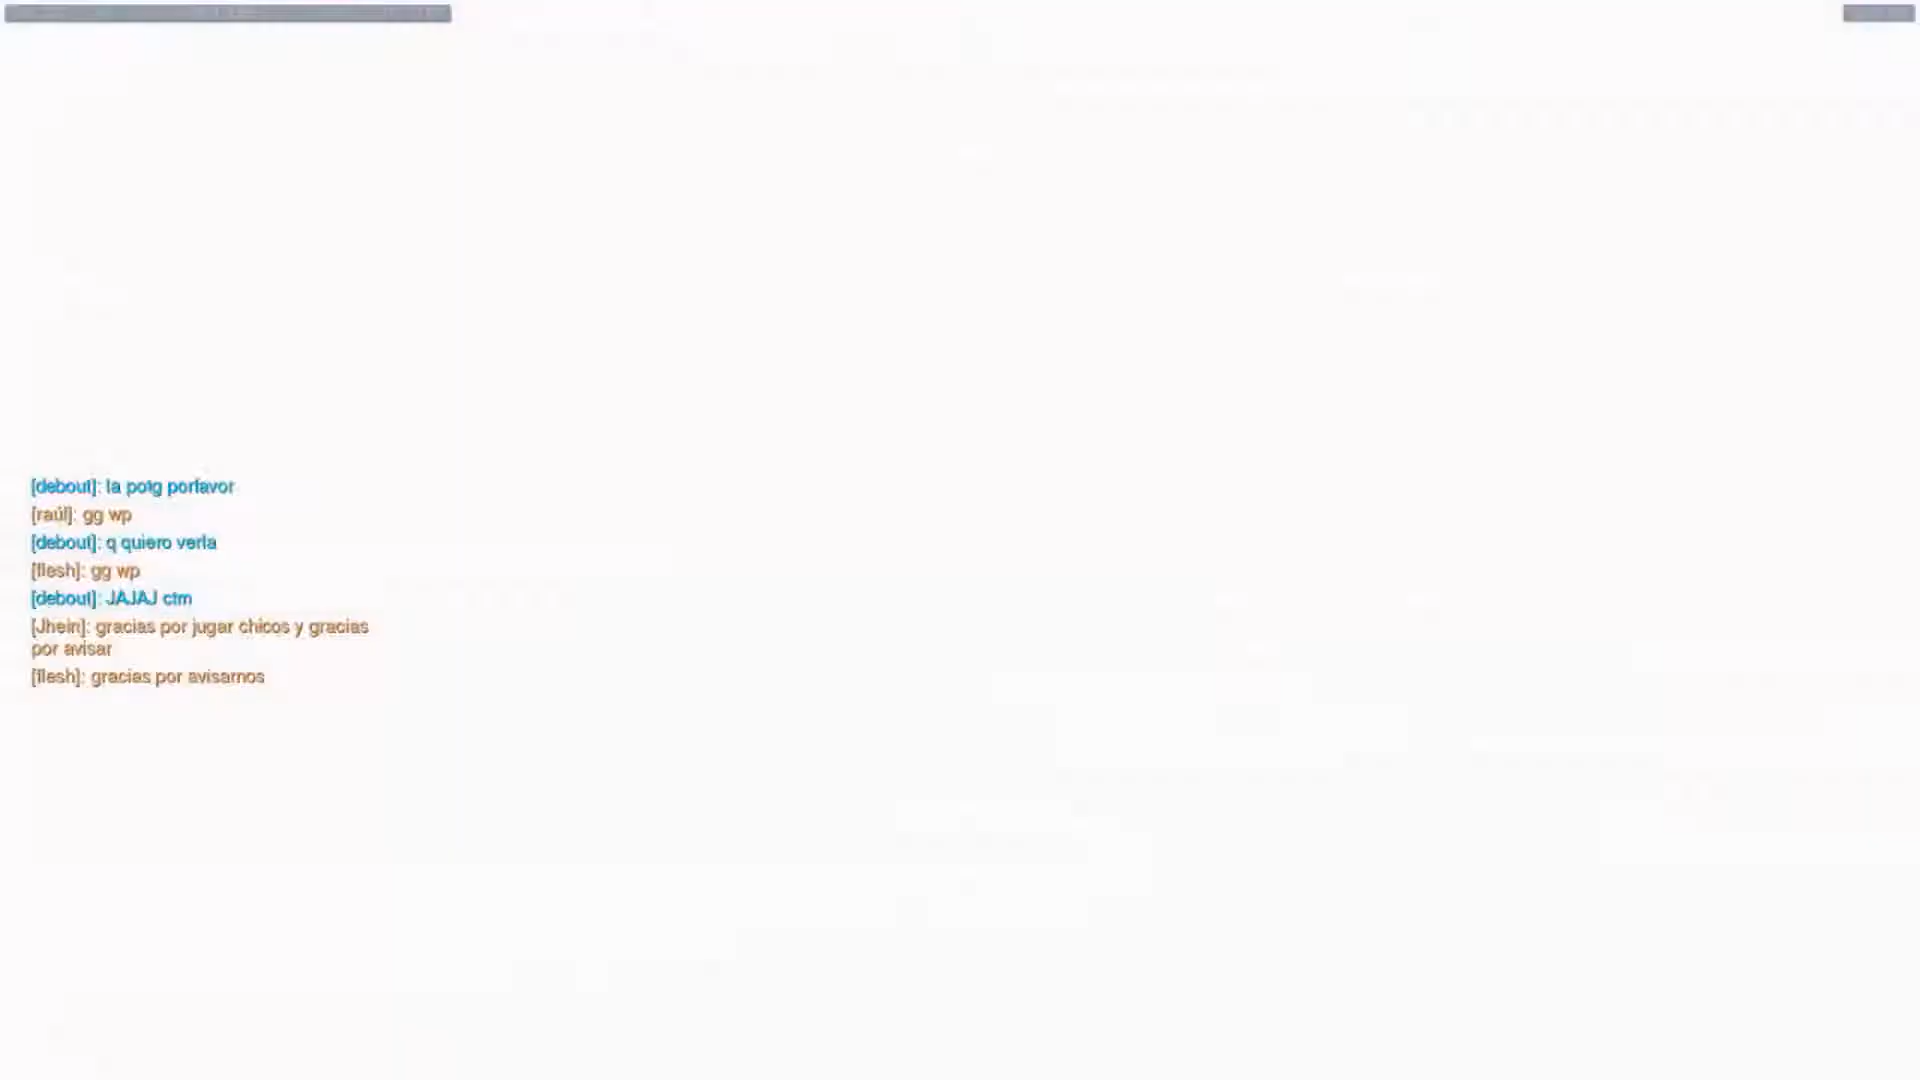 [debout]: la potg porfavor
[raúl]: gg wp
[debout]: q quiero verla
[flesh]: gg wp
[debout]: JAJAJ ctm
[Jhein]: gracias por jugar chicos y gracias
por avisar
[flesh]: gracias por avisarnos